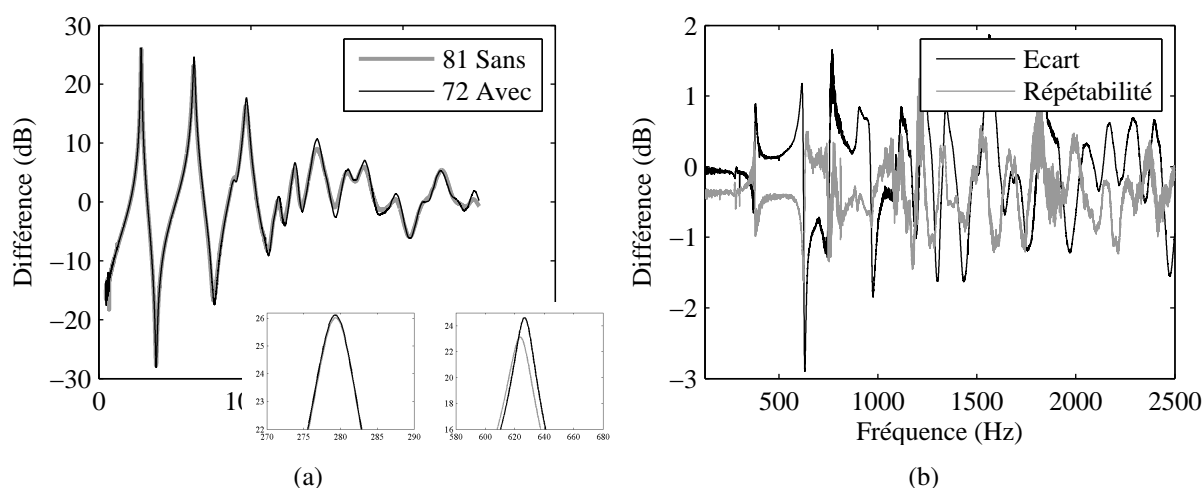 30
20
10
0
−10
−20
−30
Différence (dB)
81 Sans
72 Avec
0
10
26
25
24
23
22
270 275 280 285 290
24
22
20
18
16
580 600 620 640 660 680
(a)
2
1
0
−1
−2
−3
Différence (dB)
Ecart
Répétabilité
500 1000 1500 2000 2500
Fréquence (Hz)
(b)